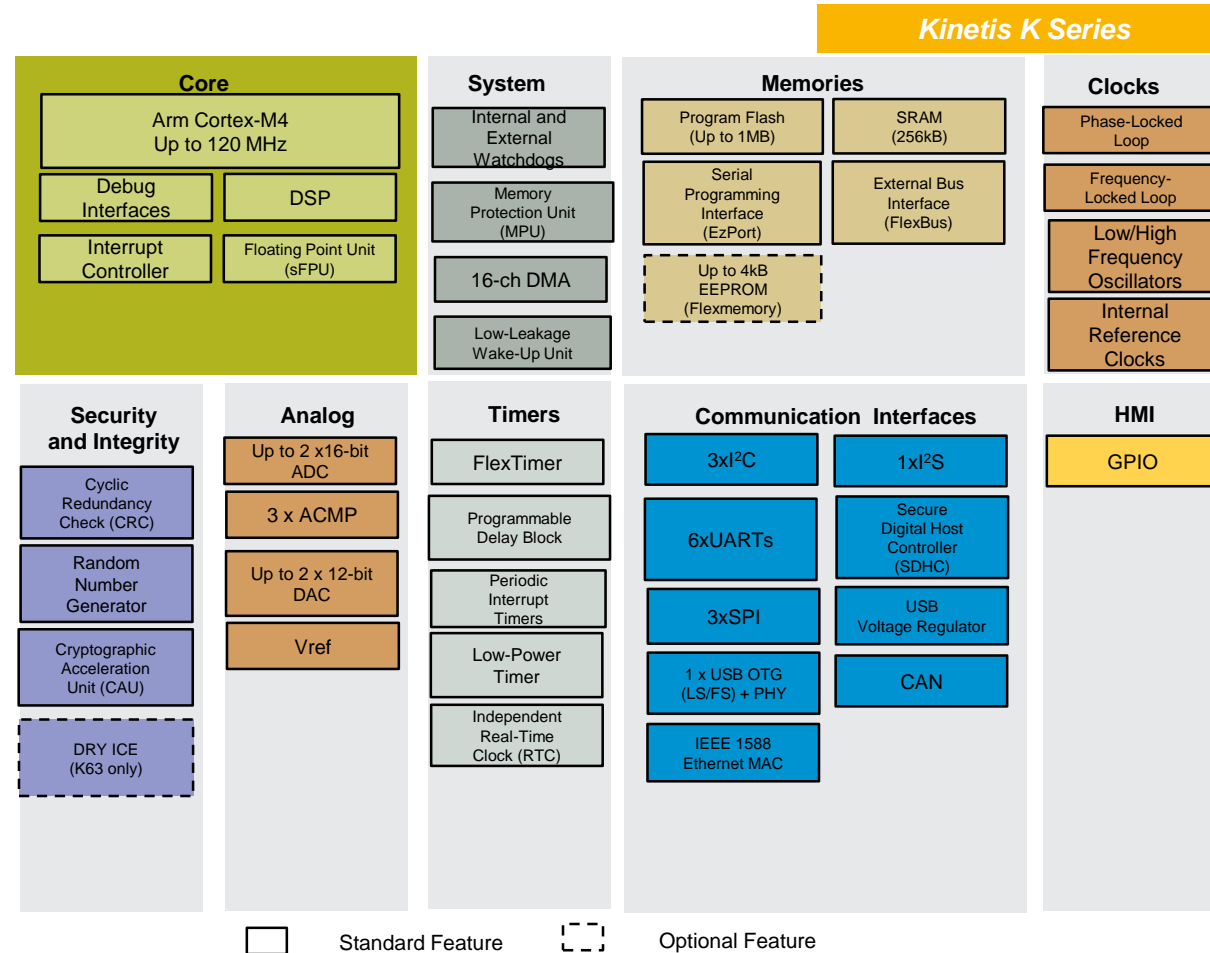 Kinetis K Series
Core
Arm Cortex-M4
Up to 120 MHz
Debug
Interfaces
DSP
Interrupt
Controller
Floating Point Unit
(sFPU)
System
Internal and
External
Watchdogs
Memory
Protection Unit
(MPU)
16-ch DMA
Low-Leakage
Wake-Up Unit
Memories
Program Flash
(Up to 1MB)
SRAM
(256kB)
Serial
Programming
Interface
(EzPort)
External Bus
Interface
(FlexBus)
Up to 4kB
EEPROM
(Flexmemory)
Clocks
Phase-Locked
Loop
Frequency-
Locked Loop
Low/High
Frequency
Oscillators
Internal
Reference
Clocks
Security
and Integrity
Cyclic
Redundancy
Check (CRC)
Random
Number
Generator
Cryptographic
Acceleration
Unit (CAU)
DRY ICE
(K63 only)
Analog
Up to 2 x16-bit
ADC
3 x ACMP
Up to 2 x 12-bit
DAC
Vref
Timers
FlexTimer
Programmable
Delay Block
Periodic
Interrupt
Timers
Low-Power
Timer
Independent
Real-Time
Clock (RTC)
Communication Interfaces
3xI²C
1xI²S
6xUARTs
Secure
Digital Host
Controller
(SDHC)
3xSPI
USB
Voltage Regulator
1 x USB OTG
(LS/FS) + PHY
CAN
IEEE 1588
Ethernet MAC
HMI
GPIO
Standard Feature
Optional Feature